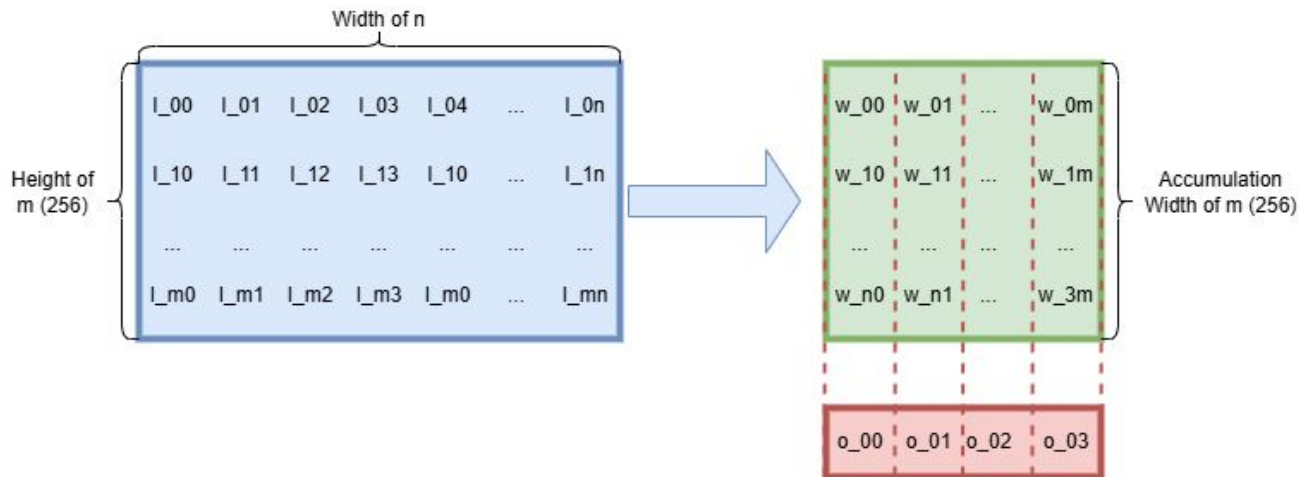 Width of n
I_00 I_01 I_02 I_03 I_04 ... I_0n
I_10 I_11 I_12 I_13 I_10 ... I_1n
... ... ... ... ... ... ...
I_m0 I_m1 I_m2 I_m3 I_m0 ... I_mn
Height of
m (256)
w_00 w_01 ... w_0m
w_10 w_11 ... w_1m
... ... ... ...
w_n0 w_n1 ... w_3m
Accumulation
Width of m (256)
o_00 o_01 o_02 o_03